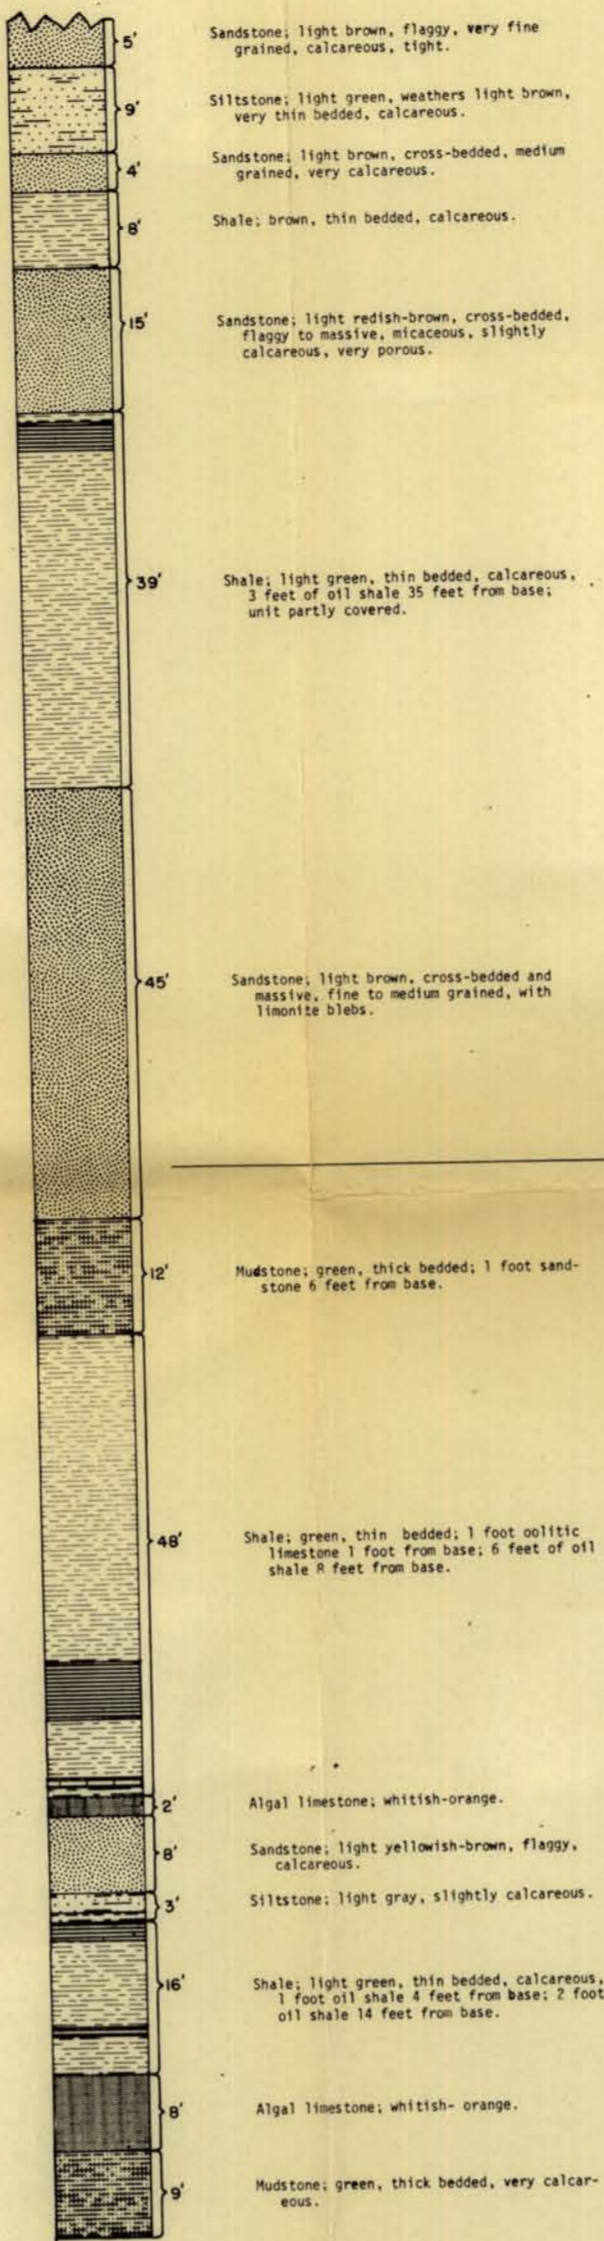 5'
Sandstone; light brown, flaggy, very fine
grained, calcareous, tight.
9'
Siltstone; light green, weathers light brown,
very thin bedded, calcareous.
4'
Sandstone; light brown, cross-bedded, medium
grained, very calcareous.
8'
Shale; brown, thin bedded, calcareous.
15'
Sandstone; light redish-brown, cross-bedded,
flaggy to massive, micaceous, slightly
calcareous, very porous.
39'
Shale; light green, thin bedded, calcareous,
3 feet of oil shale 35 feet from base;
unit partly covered.
45'
Sandstone; light brown, cross-bedded and
massive, fine to medium grained, with
limonite blebs.
12'
Mudstone; green, thick bedded; 1 foot sand-
stone 6 feet from base.
48'
Shale; green, thin bedded; 1 foot oolitic
limestone 1 foot from base; 6 feet of oil
shale 8 feet from base.
2'
Algal limestone; whitish-orange.
8'
Sandstone; light yellowish-brown, flaggy,
calcareous.
3'
Siltstone; light gray, slightly calcareous.
16'
Shale; light green, thin bedded, calcareous,
1 foot oil shale 4 feet from base; 2 foot
oil shale 14 feet from base.
8'
Algal limestone; whitish- orange.
9'
Mudstone; green, thick bedded, very calcar-
eous.